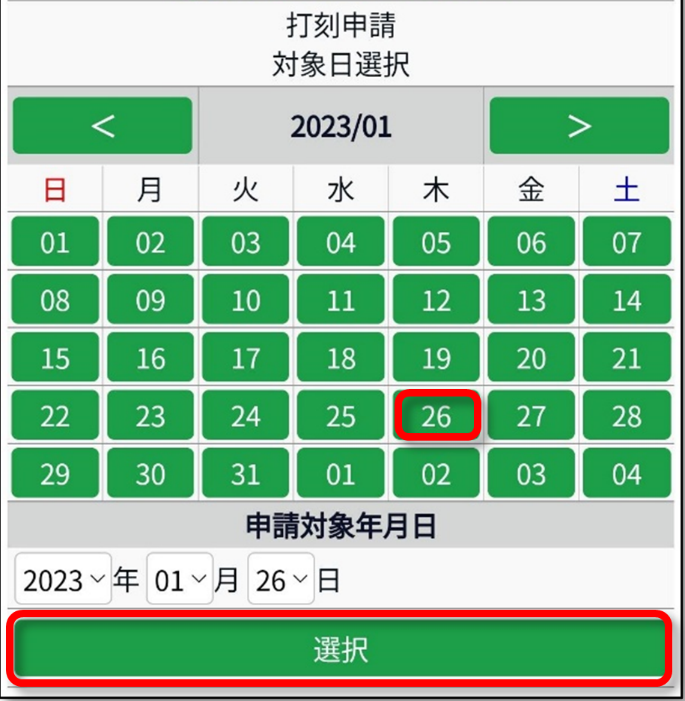 打刻申請
対象日選択
< 2023/01 >
日 月 火 水 木 金 土
01 02 03 04 05 06 07
08 09 10 11 12 13 14
15 16 17 18 19 20 21
22 23 24 25 26 27 28
29 30 31 01 02 03 04
申請対象年月日
2023 年 01 月 26 日
選択